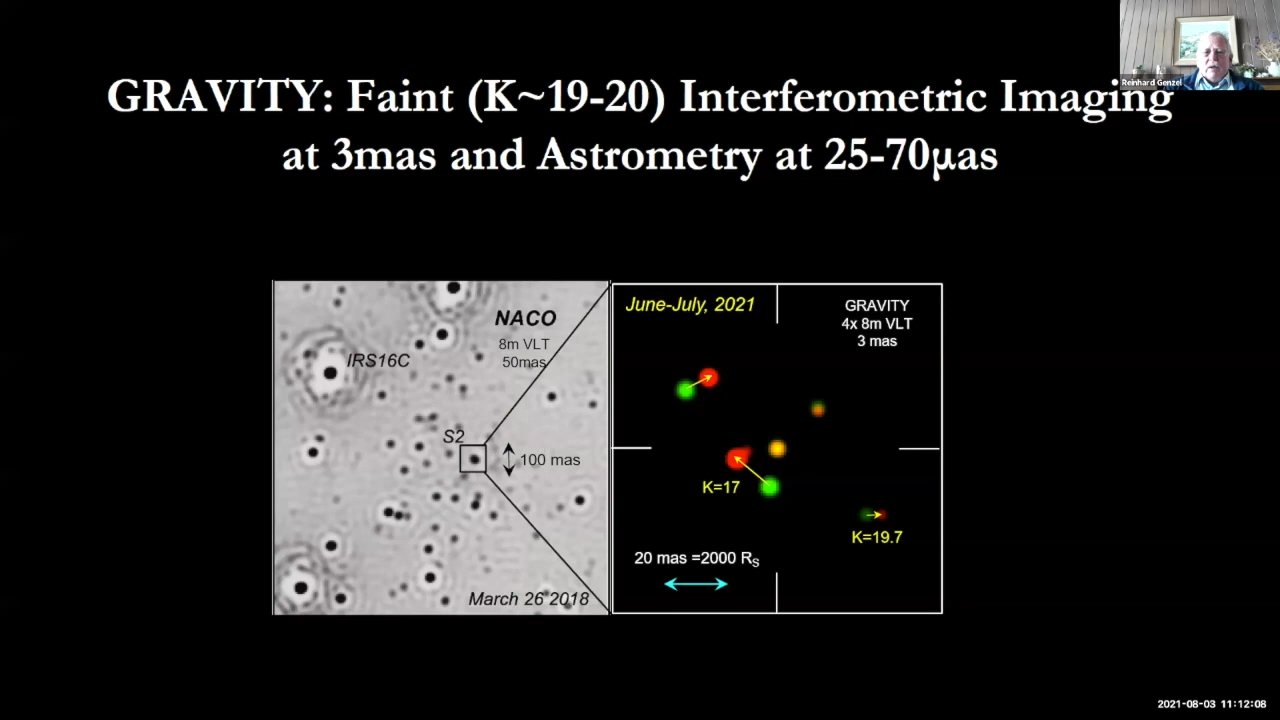 Reinhard Genzel
GRAVITY: Faint (K~19-20) Interferometric Imaging
at 3mas and Astrometry at 25-70μas
NACO
8m VLT
50mas
IRS16C
S2
100 mas
March 26 2018
June-July, 2021
GRAVITY
4x 8m VLT
3 mas
K=17
K=19.7
20 mas =2000 RS
2021-08-03 11:12:08